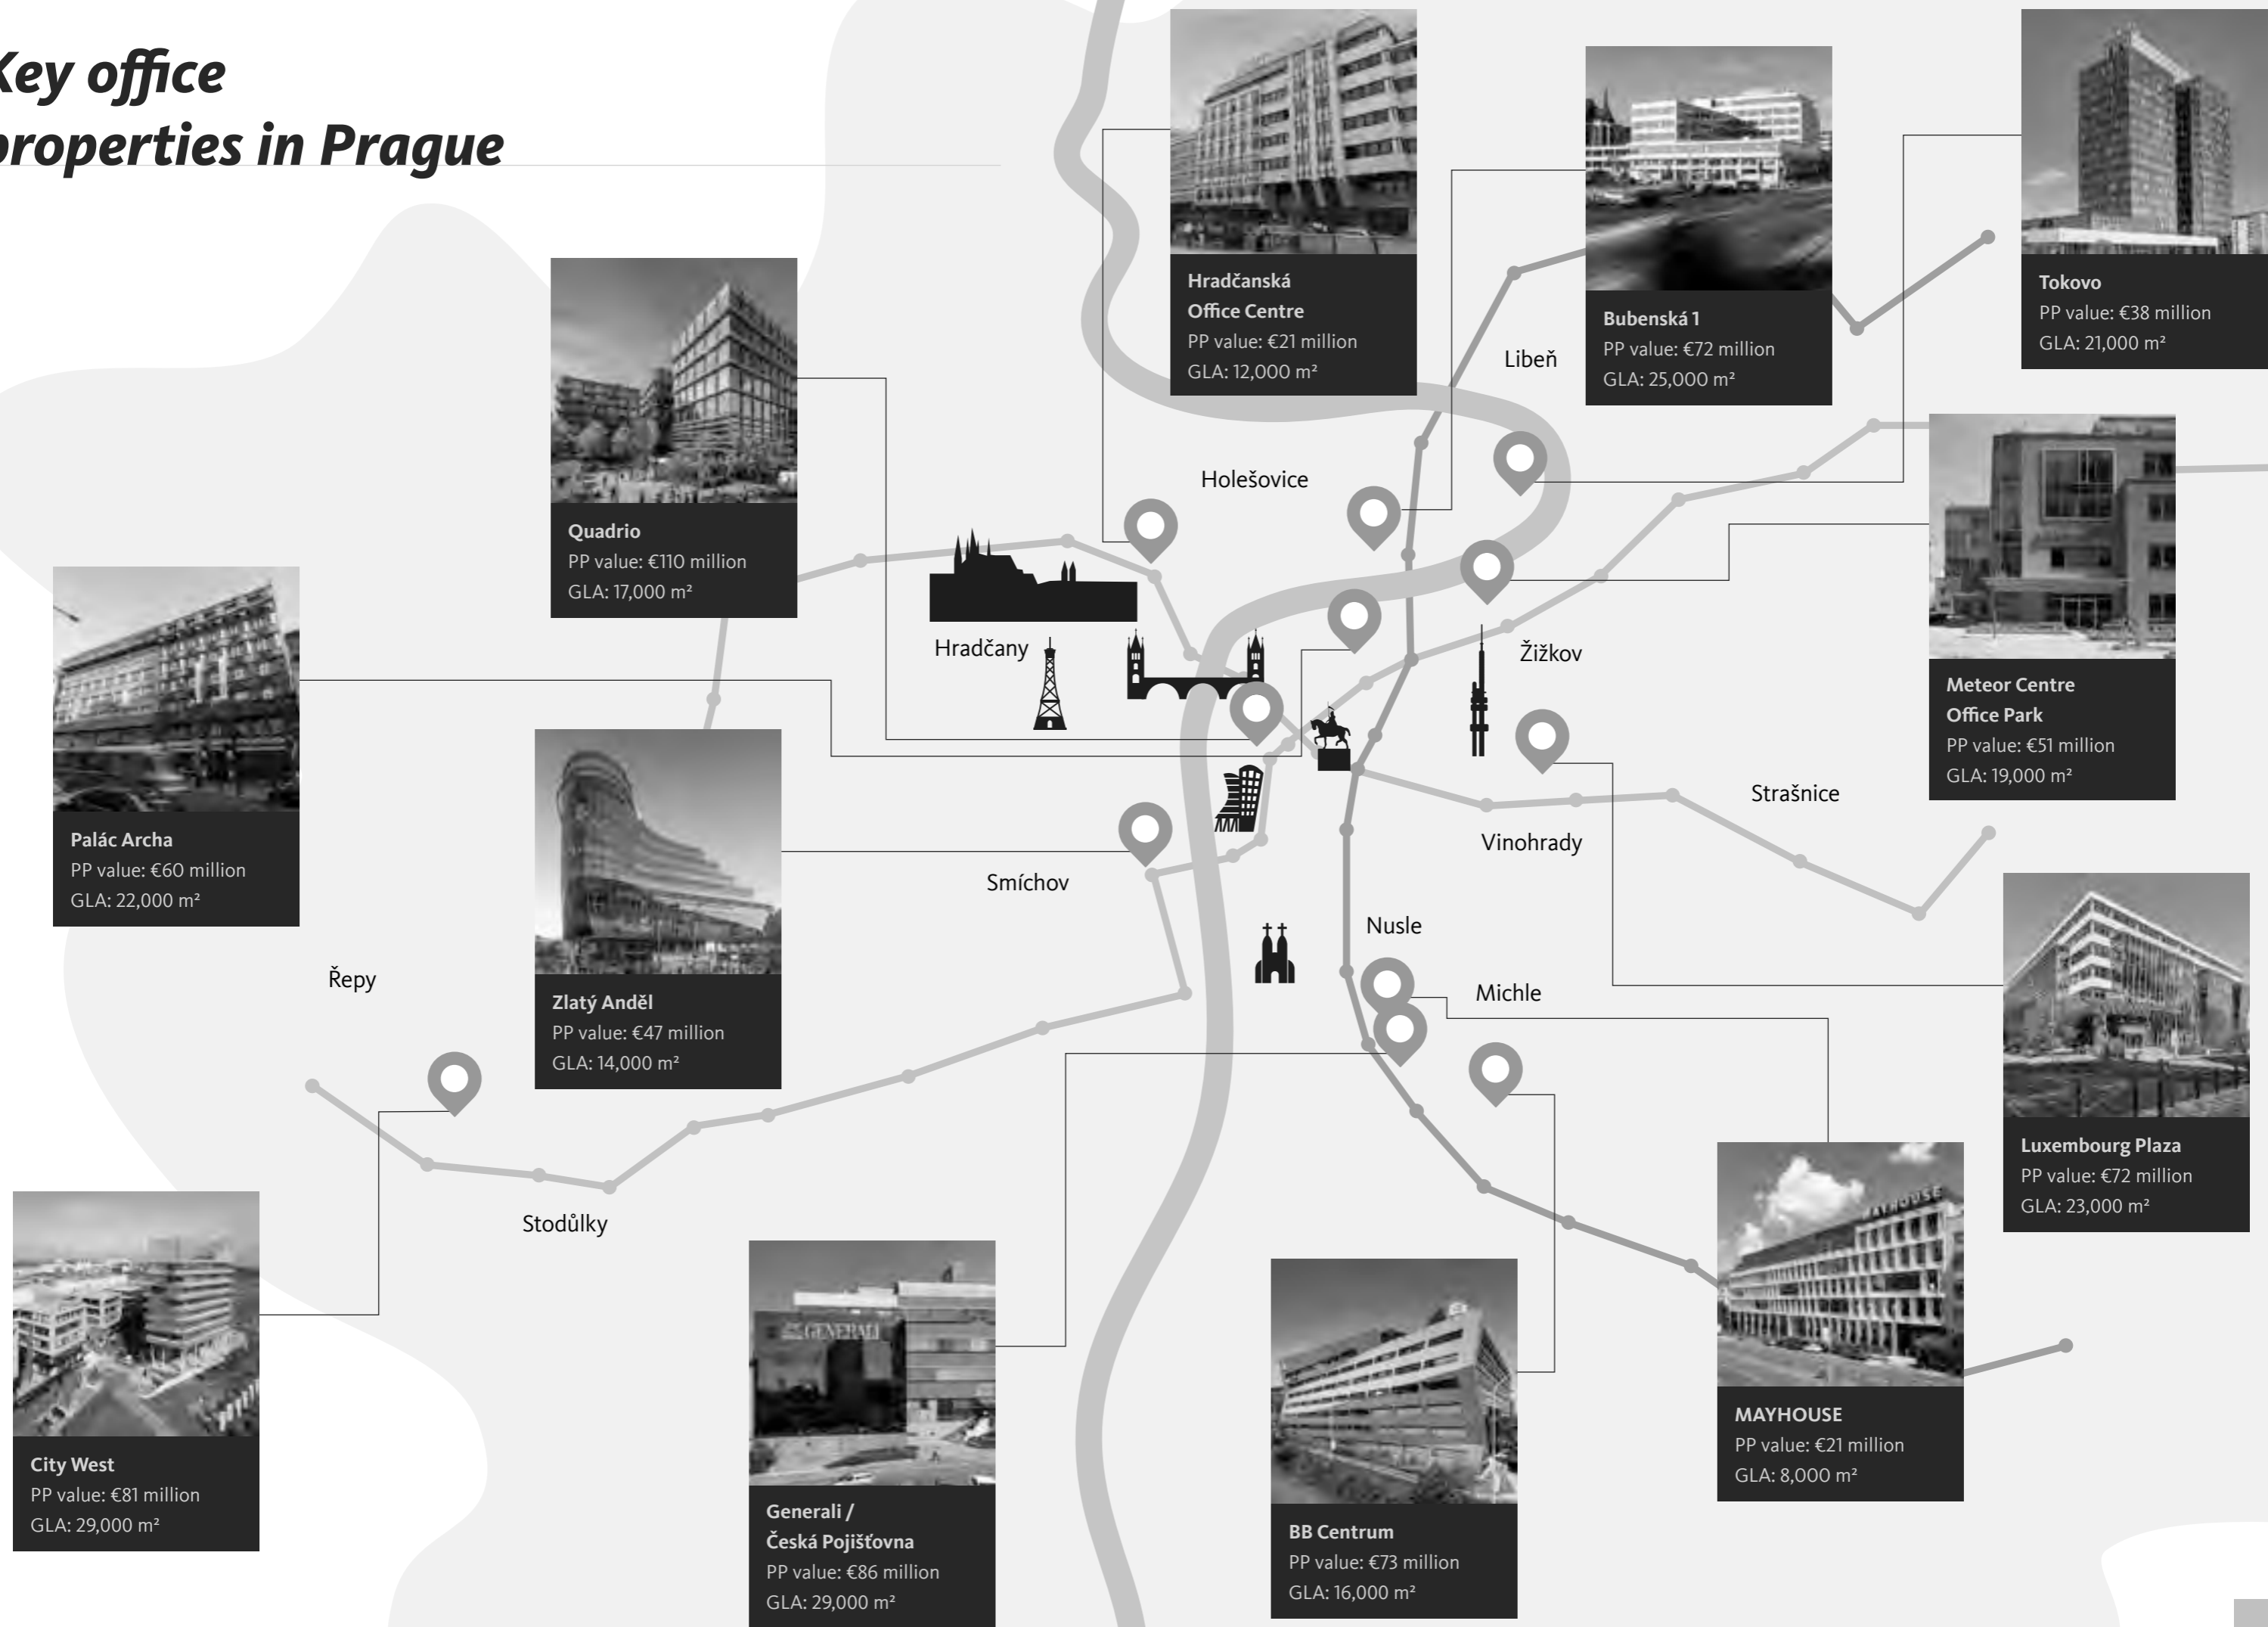 Key office
properties in Prague
Hradčanská
Office Centre
PP value: €21 million
GLA: 12,000 m²
Bubenská 1
PP value: €72 million
GLA: 25,000 m²
Tokovo
PP value: €38 million
GLA: 21,000 m²
Libeň
Holešovice
Quadrio
PP value: €110 million
GLA: 17,000 m²
Hradčany
Žižkov
Meteor Centre
Office Park
PP value: €51 million
GLA: 19,000 m²
Palác Archa
PP value: €60 million
GLA: 22,000 m²
Strašnice
Vinohrady
Smíchov
Nusle
Michle
Řepy
Zlatý Anděl
PP value: €47 million
GLA: 14,000 m²
Luxembourg Plaza
PP value: €72 million
GLA: 23,000 m²
Stodůlky
MAYHOUSE
GENERALI
City West
PP value: €81 million
GLA: 29,000 m²
Generali /
Česká Pojišťovna
PP value: €86 million
GLA: 29,000 m²
BB Centrum
PP value: €73 million
GLA: 16,000 m²
MAYHOUSE
PP value: €21 million
GLA: 8,000 m²